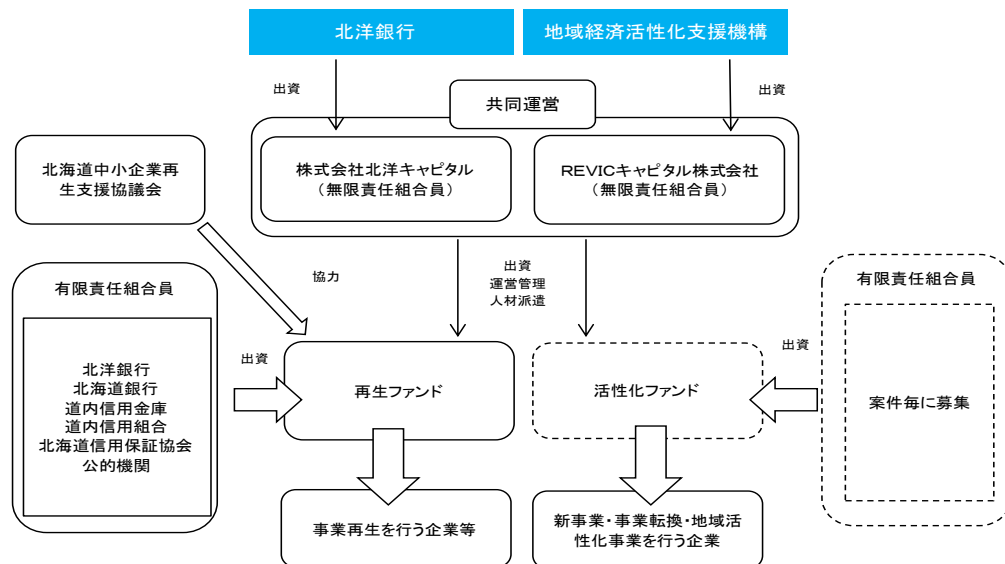 北洋銀行
地域経済活性化支援機構
出資
出資
共同運営
株式会社北洋キャピタル
（無限責任組合員）
REVICキャピタル株式会社
（無限責任組合員）
北海道中小企業再
生支援協議会
協力
出資
運営管理
人材派遣
有限責任組合員
北洋銀行
北海道銀行
道内信用金庫
道内信用組合
北海道信用保証協会
公的機関
出資
再生ファンド
活性化ファンド
出資
有限責任組合員
案件毎に募集
事業再生を行う企業等
新事業・事業転換・地域活
性化事業を行う企業